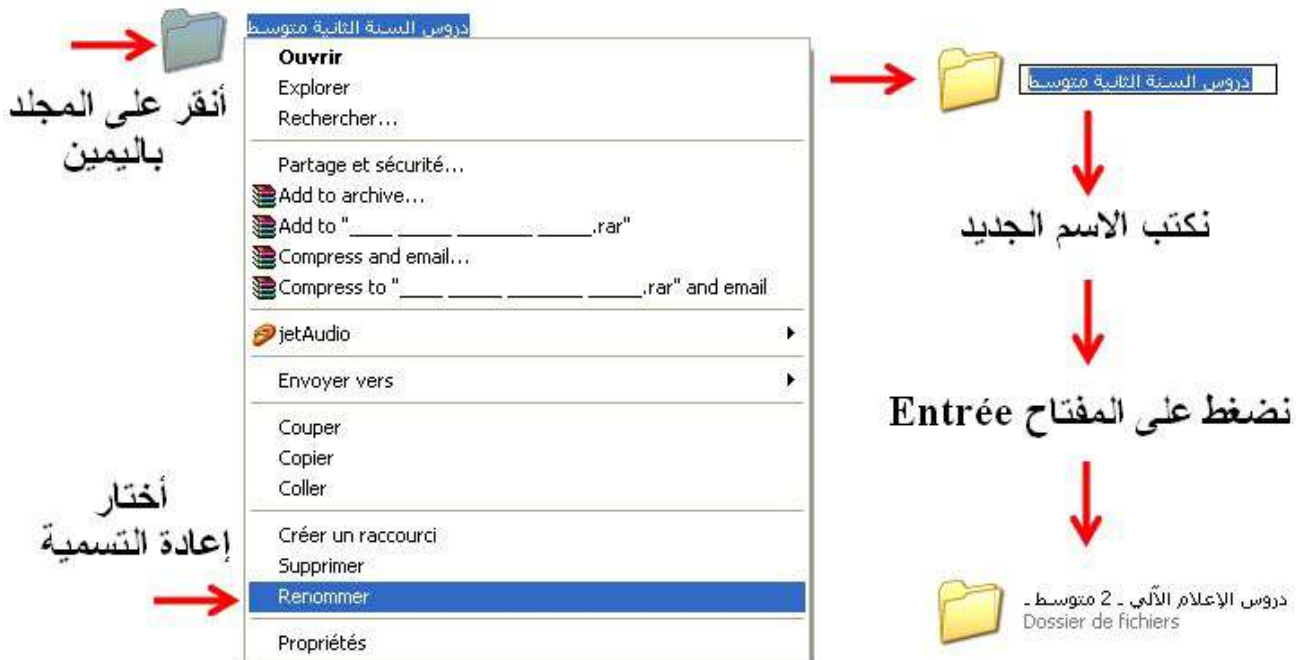 دروس السنة الثانية متوسط
أنقر على المجلد
باليمين
Ouvrir
Explorer
Rechercher...
Partage et sécurité...
Add to archive...
Add to "____ _____ _______ _____.rar"
Compress and email...
Compress to "____ _____ _______ _____.rar" and email
jetAudio
Envoyer vers
Couper
Copier
Coller
Créer un raccourci
Supprimer
Renommer
Propriétés
أختار
إعادة التسمية
دروس السنة الثانية متوسط
نكتب الاسم الجديد
نضغط على المفتاح Entrée
دروس الإعلام الآلي ـ 2 متوسط ـ
Dossier de fichiers